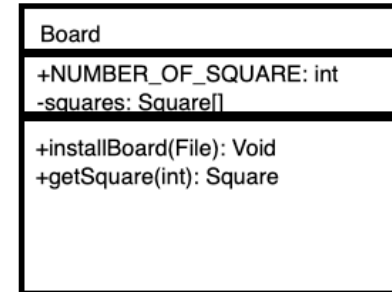 Board
+NUMBER_OF_SQUARE: int
-squares: Square[]
+installBoard(File): Void
+getSquare(int): Square